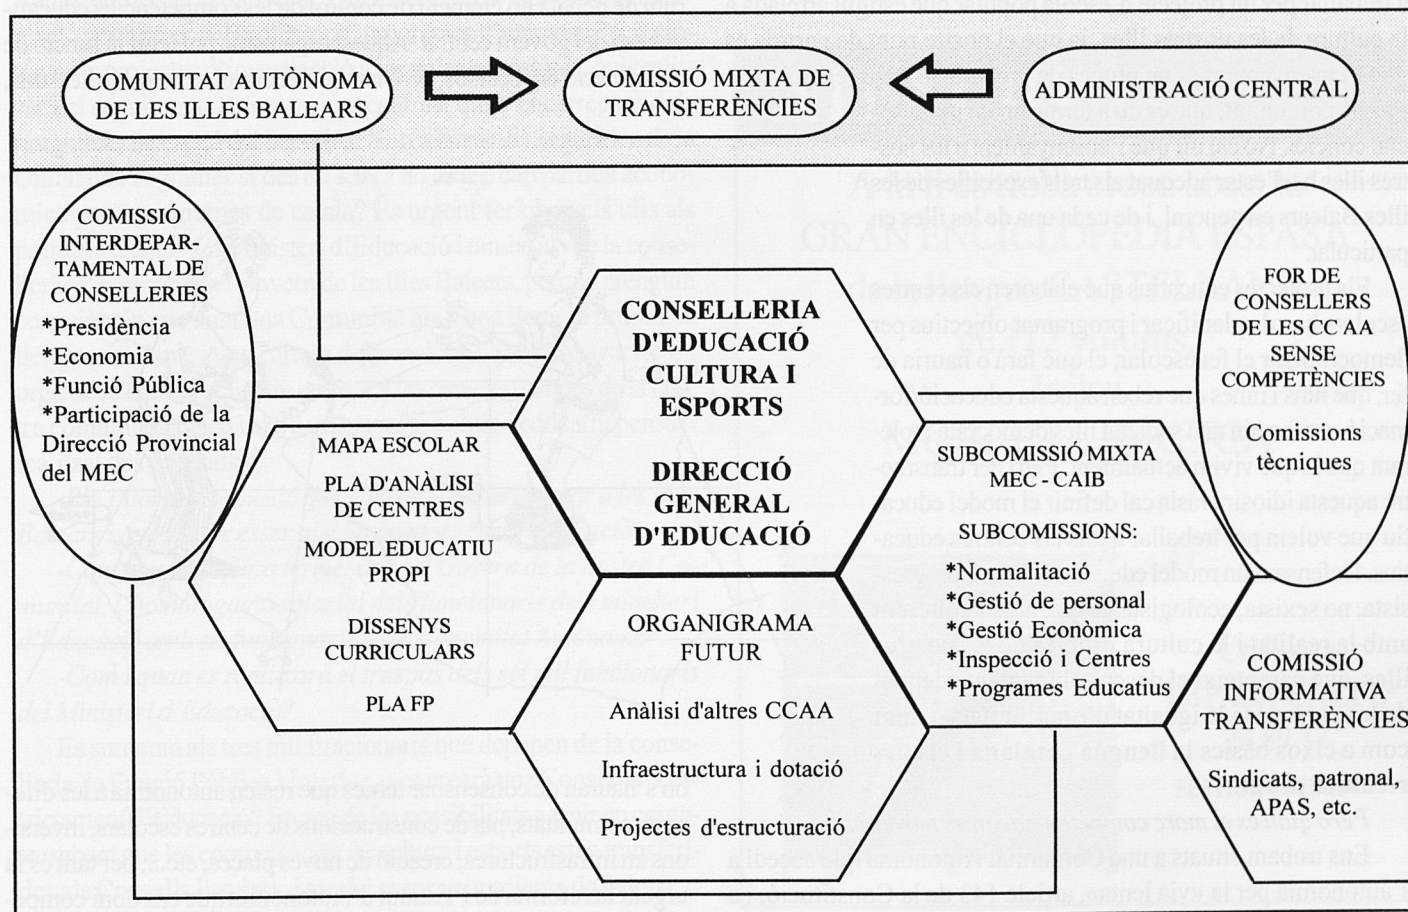 COMUNITAT AUTÒNOMA
DE LES ILLES BALEARS
COMISSIÓ MIXTA DE
TRANSFERÈNCIES
ADMINISTRACIÓ CENTRAL
COMISSIÓ
INTERDEPAR-
TAMENTAL DE
CONSELLERIES
*Presidència
*Economia
*Funció Pública
*Participació de la
Direcció Provincial
del MEC
MAPA ESCOLAR
PLA D'ANÀLISI
DE CENTRES
MODEL EDUCATIU
PROPI
DISSENYS
CURRICULARS
PLA FP
CONSELLERIA
D'EDUCACIÓ
CULTURA I
ESPORTS
DIRECCIÓ
GENERAL
D'EDUCACIÓ
ORGANIGRAMA
FUTUR
Anàlisi d'altres CCAA
Infraestructura i dotació
Projectes d'estructuració
SUBCOMISSIÓ MIXTA
MEC - CAIB
SUBCOMISSIONS:
*Normalització
*Gestió de personal
*Gestió Econòmica
*Inspecció i Centres
*Programes Educatius
FOR DE
CONSELLERS
DE LES CC AA
SENSE
COMPETÈNCIES
Comissions
tècniques
COMISSIÓ
INFORMATIVA
TRANSFERÈNCIES
Sindicats, patronal,
APAS, etc.